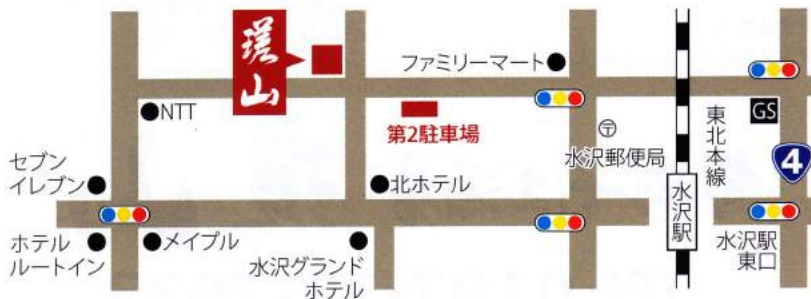 瑳山
ファミリーマート
NTT
第2駐車場
GS
〒
水沢郵便局
東北本線
4
セブン
イレブン
北ホテル
水沢駅
ホテル
ルートイン
メイプル
水沢グランド
ホテル
水沢駅
東口